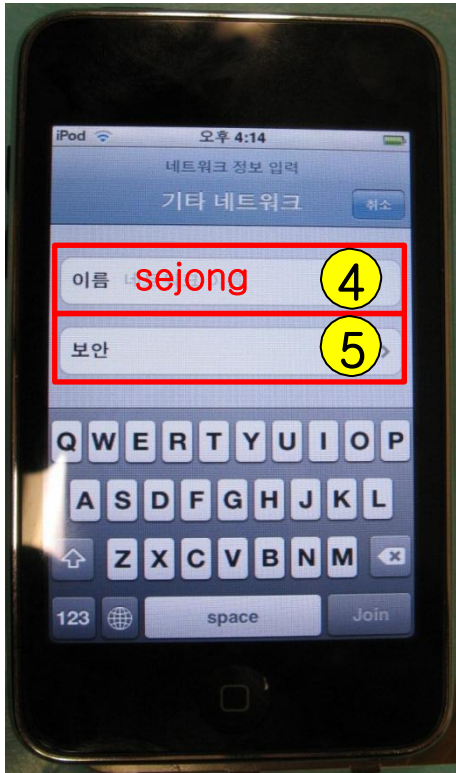 iPod 오후 4:14
네트워크 정보 입력
기타 네트워크 취소
이름 sejong 4
보안 5
Q W E R T Y U I O P
A S D F G H J K L
Z X C V B N M
123 space Join